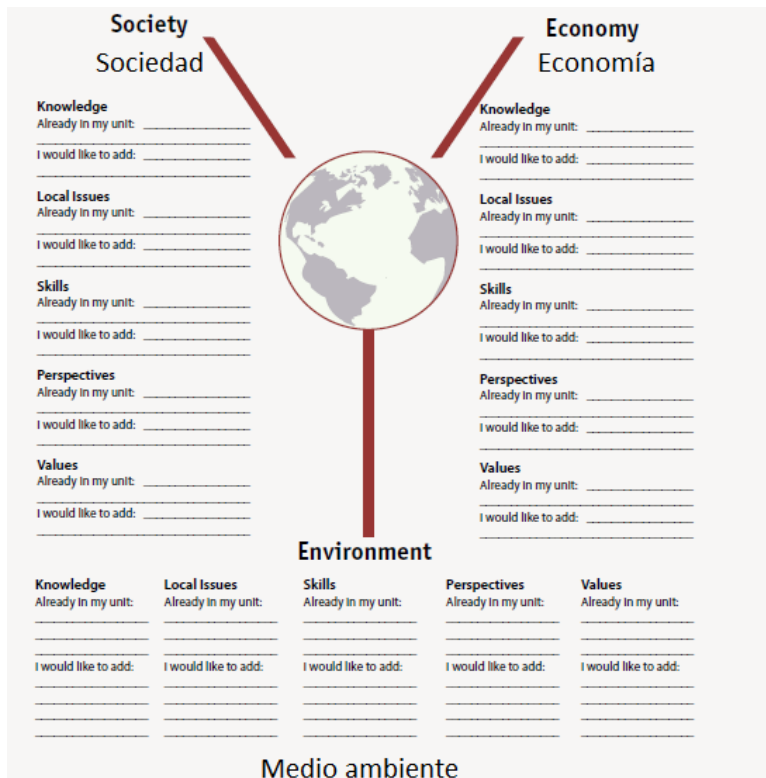 Society
Sociedad
Knowledge
Already in my unit:
I would like to add:
Local Issues
Already in my unit:
I would like to add:
Skills
Already in my unit:
I would like to add:
Perspectives
Already in my unit:
I would like to add:
Values
Already in my unit:
I would like to add:
Economy
Economía
Knowledge
Already in my unit:
I would like to add:
Local Issues
Already in my unit:
I would like to add:
Skills
Already in my unit:
I would like to add:
Perspectives
Already in my unit:
I would like to add:
Values
Already in my unit:
I would like to add:
Environment
Knowledge
Already in my unit:
I would like to add:
Local Issues
Already in my unit:
I would like to add:
Skills
Already in my unit:
I would like to add:
Perspectives
Already in my unit:
I would like to add:
Values
Already in my unit:
I would like to add:
Medio ambiente